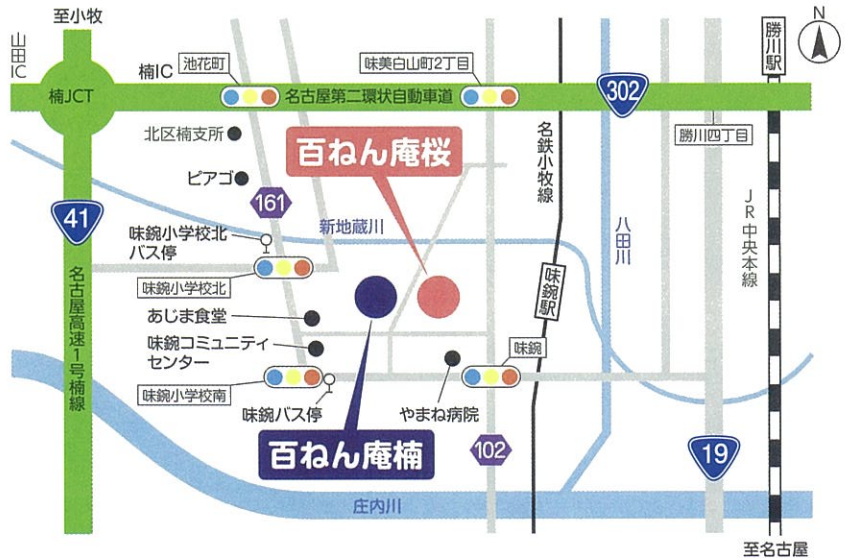 至小牧
N
山田IC
楠IC
池花町
味美白山町2丁目
勝川駅
楠JCT
名古屋第二環状自動車道
302
北区楠支所
百ねん庵桜
名鉄小牧線
勝川四丁目
ピアゴ
161
41
新地蔵川
八田川
JR中央本線
味鋺小学校北
バス停
味鋺小学校北
味鋺駅
名古屋高速1号楠線
あじま食堂
味鋺コミュニティ
センター
味鋺
味鋺小学校南
味鋺バス停
やまね病院
百ねん庵楠
102
19
庄内川
至名古屋